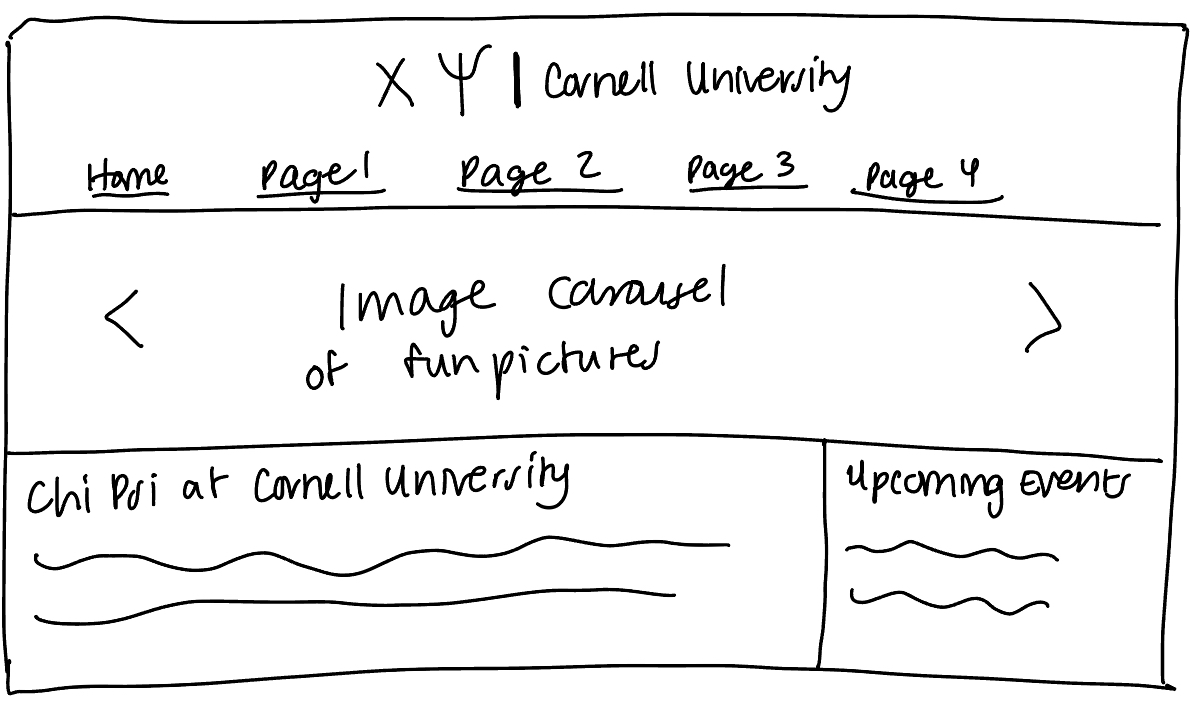 Χ Ψ | Cornell University
Home Page 1 Page 2 Page 3 Page 4
< Image carousel >
of fun pictures
Chi Psi at Cornell University
Upcoming Events